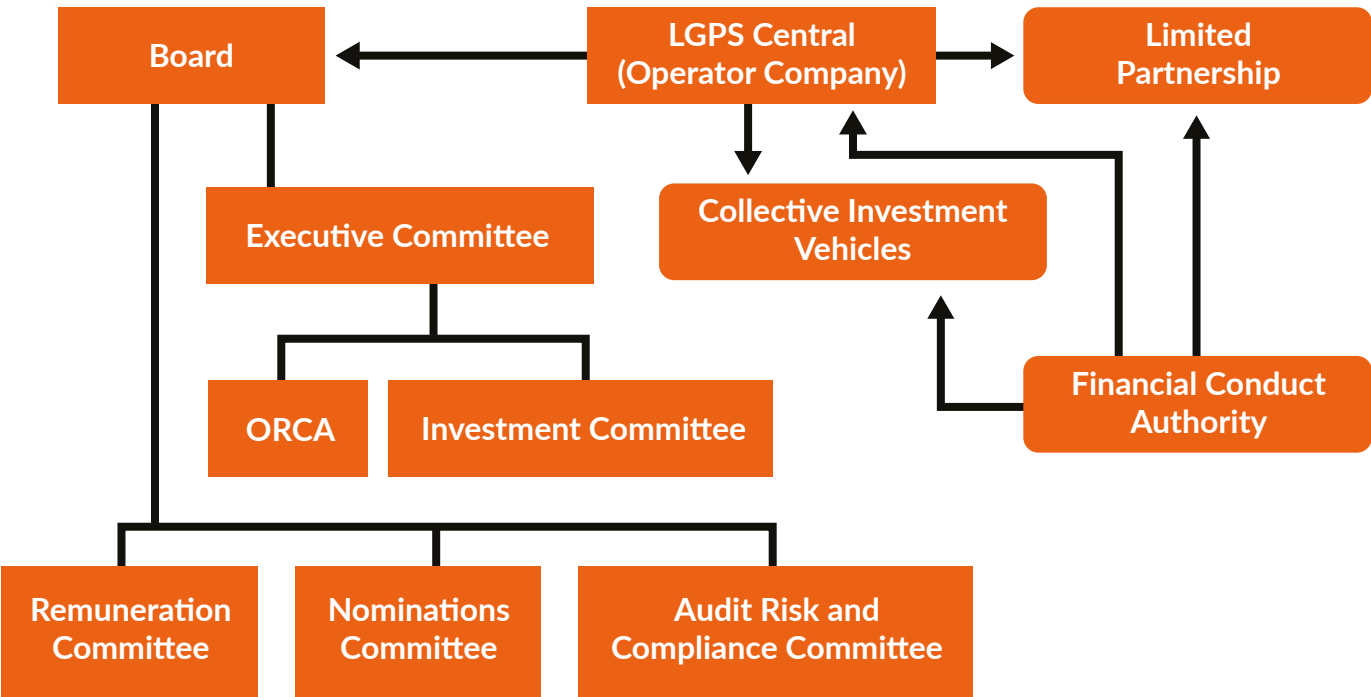 Board
LGPS Central
(Operator Company)
Limited
Partnership
Collective Investment
Vehicles
Executive Committee
Financial Conduct
Authority
ORCA
Investment Committee
Remuneration
Committee
Nominations
Committee
Audit Risk and
Compliance Committee